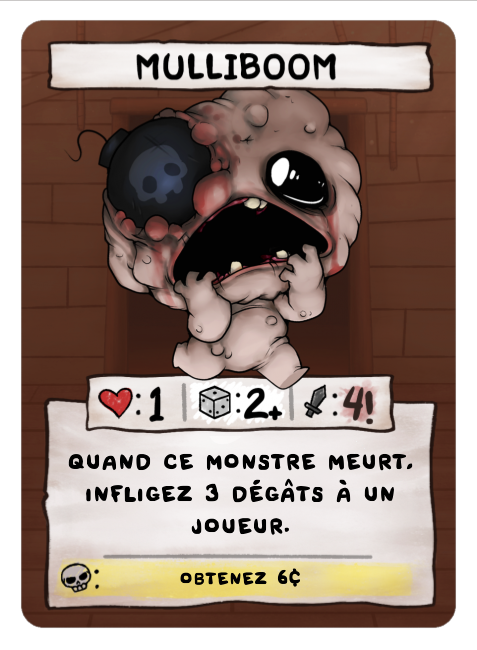 MULLIBOOM
:1 :2+ :4!
QUAND CE MONSTRE MEURT.
INFLIGEZ 3 DÉGÂTS À UN
JOUEUR.
: OBTENEZ 6¢